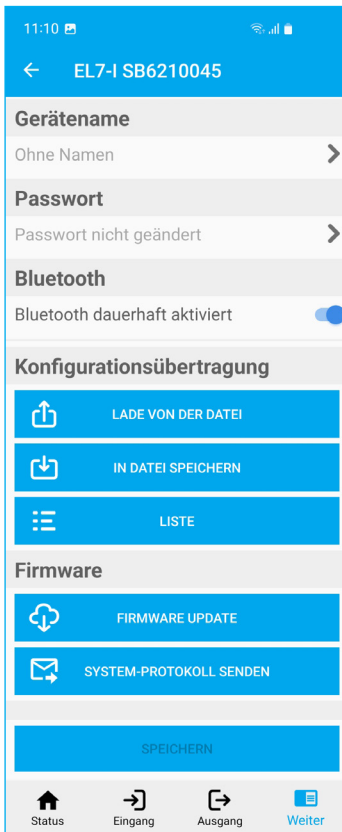 11:10
EL7-I SB6210045
Gerätename
Ohne Namen
Passwort
Passwort nicht geändert
Bluetooth
Bluetooth dauerhaft aktiviert
Konfigurationsübertragung
LADE VON DER DATEI
IN DATEI SPEICHERN
LISTE
Firmware
FIRMWARE UPDATE
SYSTEM-PROTOKOLL SENDEN
SPEICHERN
Status Eingang Ausgang Weiter